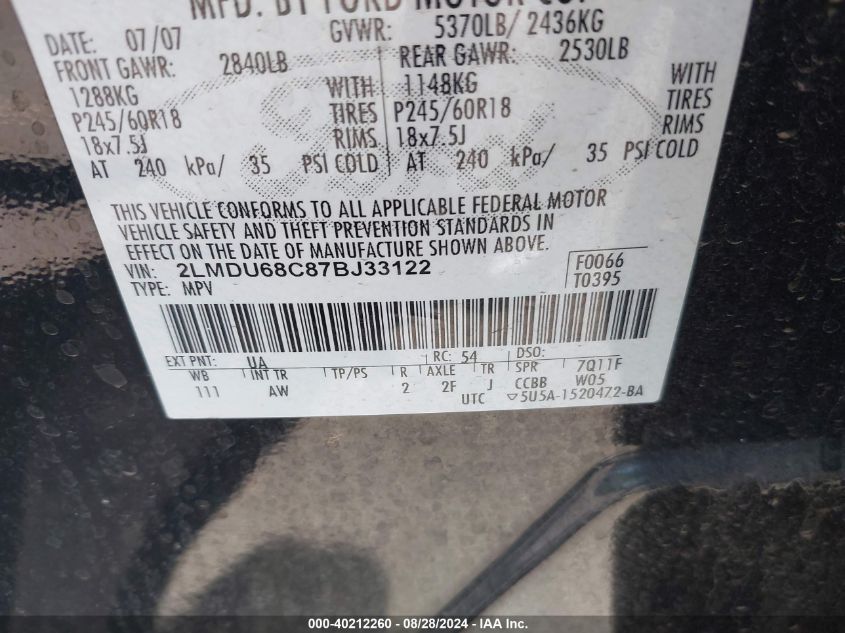 MFD. BY FORD MOTOR CO.
DATE: 07/07 GVWR: 5370LB/ 2436KG
FRONT GAWR: 2840LB REAR GAWR: 2530LB
1288KG WITH 1148KG WITH
P245/60R18 TIRES P245/60R18 TIRES
18x7.5J RIMS 18x7.5J RIMS
AT 240 kPa/ 35 PSI COLD AT 240 kPa/ 35 PSI COLD
THIS VEHICLE CONFORMS TO ALL APPLICABLE FEDERAL MOTOR
VEHICLE SAFETY AND THEFT PREVENTION STANDARDS IN
EFFECT ON THE DATE OF MANUFACTURE SHOWN ABOVE.
VIN: 2LMDU68C87BJ33122 F0066
TYPE: MPV T0395
EXT PNT: UA RC: 54 DSO:
WB INT TR TP/PS R AXLE TR SPR 7Q11F
111 AW 2 2F J CCBB W05
UTC ▽5U5A-1520472-BA
000-40212260 - 08/28/2024 - IAAI.com.